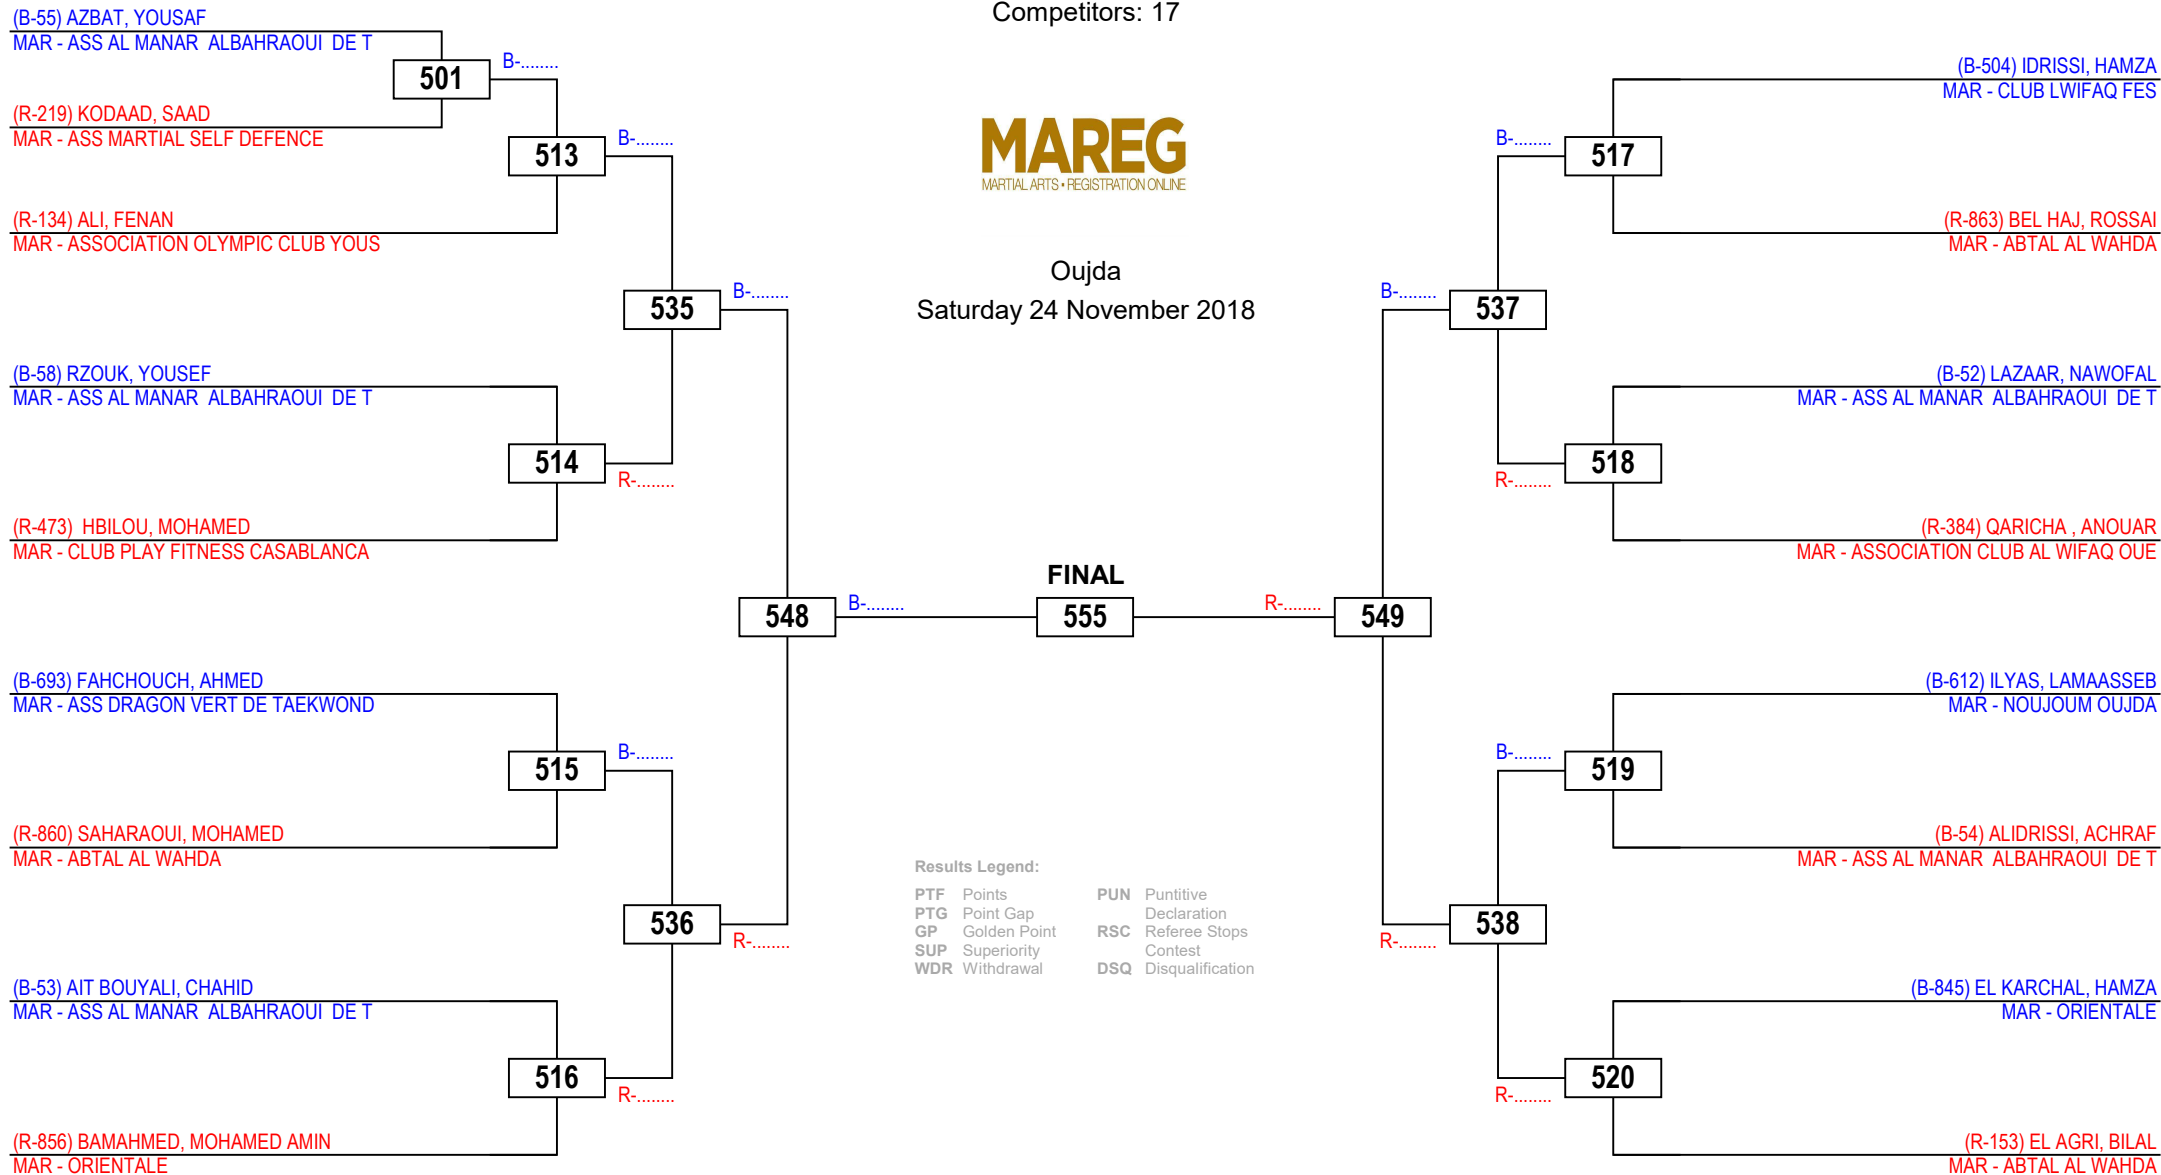 Competitors: 17
MAREG
MARTIAL ARTS • REGISTRATION ONLINE
Oujda
Saturday 24 November 2018
(B-55) AZBAT, YOUSAF
MAR - ASS AL MANAR  ALBAHRAOUI  DE T
501
B-........
(R-219) KODAAD, SAAD
MAR - ASS MARTIAL SELF DEFENCE
513
B-........
(R-134) ALI, FENAN
MAR - ASSOCIATION OLYMPIC CLUB YOUS
535
B-........
(B-58) RZOUK, YOUSEF
MAR - ASS AL MANAR  ALBAHRAOUI  DE T
514
R-........
(R-473)  HBILOU, MOHAMED
MAR - CLUB PLAY FITNESS CASABLANCA
548
B-........
(B-693) FAHCHOUCH, AHMED
MAR - ASS DRAGON VERT DE TAEKWOND
515
B-........
(R-860) SAHARAOUI, MOHAMED
MAR - ABTAL AL WAHDA
536
R-........
(B-53) AIT BOUYALI, CHAHID
MAR - ASS AL MANAR  ALBAHRAOUI  DE T
516
R-........
(R-856) BAMAHMED, MOHAMED AMIN
MAR - ORIENTALE
FINAL
555
(B-504) IDRISSI, HAMZA
MAR - CLUB LWIFAQ FES
B-........
517
(R-863) BEL HAJ, ROSSAI
MAR - ABTAL AL WAHDA
B-........
537
(B-52) LAZAAR, NAWOFAL
MAR - ASS AL MANAR  ALBAHRAOUI  DE T
518
R-........
(R-384) QARICHA , ANOUAR
MAR - ASSOCIATION CLUB AL WIFAQ OUE
R-........
549
(B-612) ILYAS, LAMAASSEB
MAR - NOUJOUM OUJDA
B-........
519
(B-54) ALIDRISSI, ACHRAF
MAR - ASS AL MANAR  ALBAHRAOUI  DE T
538
R-........
(B-845) EL KARCHAL, HAMZA
MAR - ORIENTALE
520
R-........
(R-153) EL AGRI, BILAL
MAR - ABTAL AL WAHDA
Results Legend:
PTF Points
PTG Point Gap
GP Golden Point
SUP Superiority
WDR Withdrawal
PUN Puntitive
Declaration
RSC Referee Stops
Contest
DSQ Disqualification